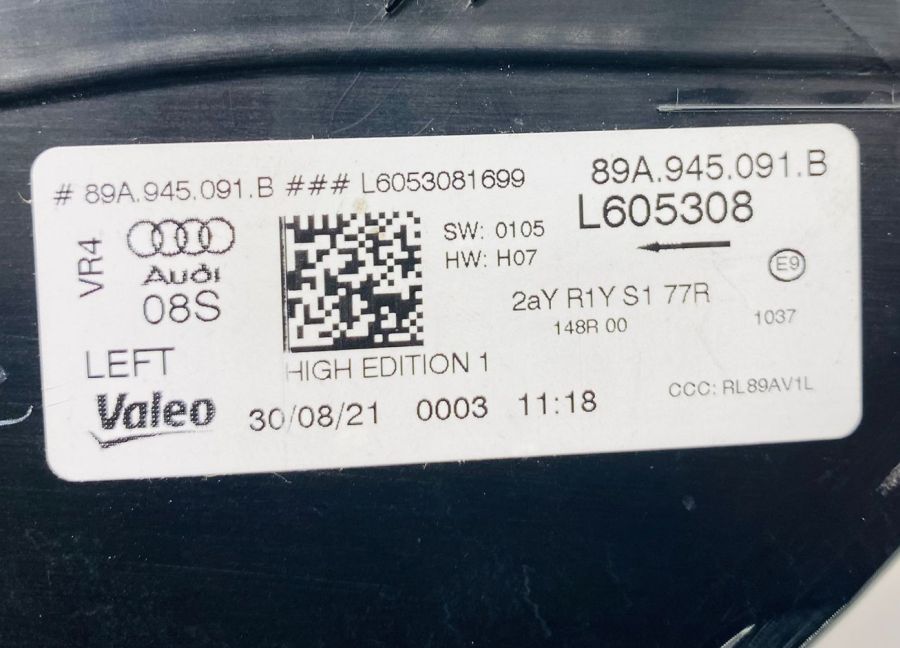 # 89A.945.091.B ### L6053081699
89A.945.091.B
L605308
VR4
Audi
08S
SW: 0105
HW: H07
E9
2aY R1Y S1 77R
148R 00
1037
LEFT
HIGH EDITION 1
CCC: RL89AV1L
Valeo
30/08/21 0003 11:18